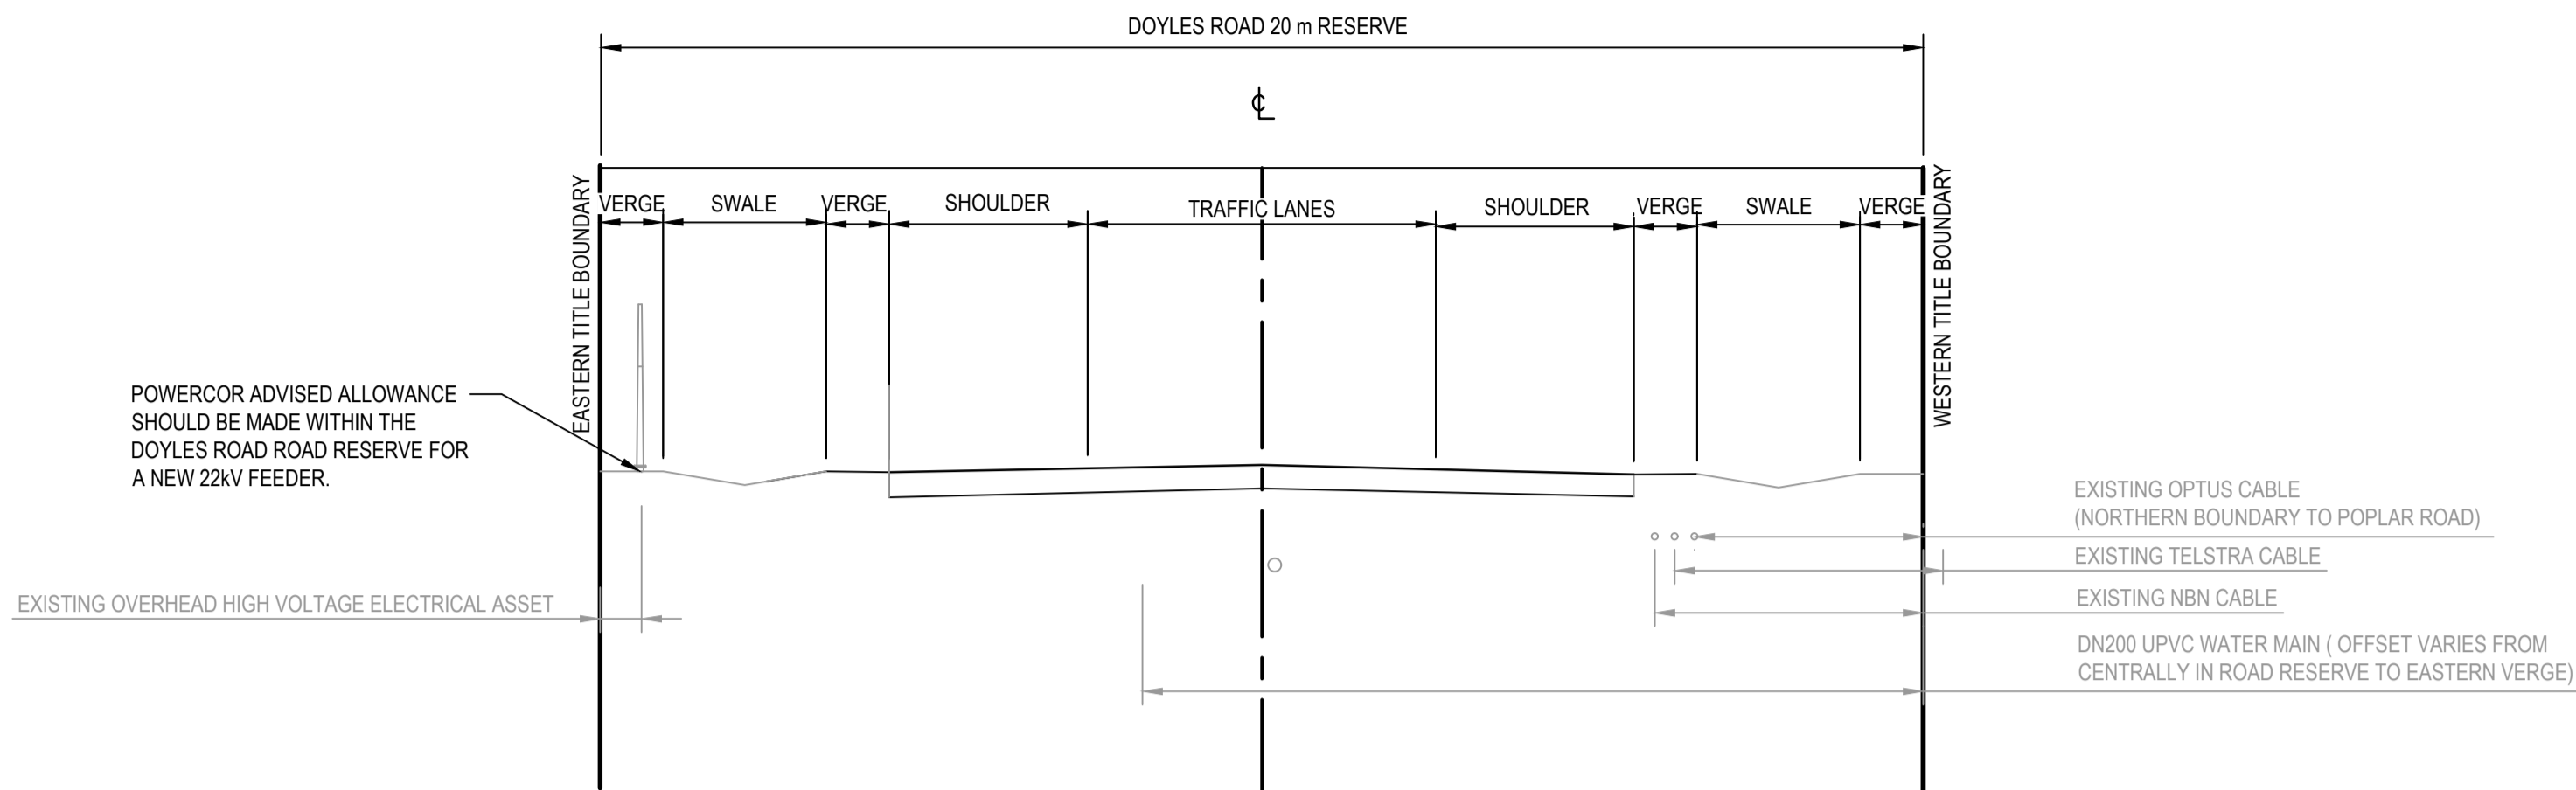 DOYLES ROAD 20 m RESERVE
℄
EASTERN TITLE BOUNDARY
VERGE
SWALE
VERGE
SHOULDER
TRAFFIC LANES
SHOULDER
VERGE
SWALE
VERGE
WESTERN TITLE BOUNDARY
POWERCOR ADVISED ALLOWANCE
SHOULD BE MADE WITHIN THE
DOYLES ROAD ROAD RESERVE FOR
A NEW 22kV FEEDER.
EXISTING OVERHEAD HIGH VOLTAGE ELECTRICAL ASSET
EXISTING OPTUS CABLE
(NORTHERN BOUNDARY TO POPLAR ROAD)
EXISTING TELSTRA CABLE
EXISTING NBN CABLE
DN200 UPVC WATER MAIN ( OFFSET VARIES FROM
CENTRALLY IN ROAD RESERVE TO EASTERN VERGE)